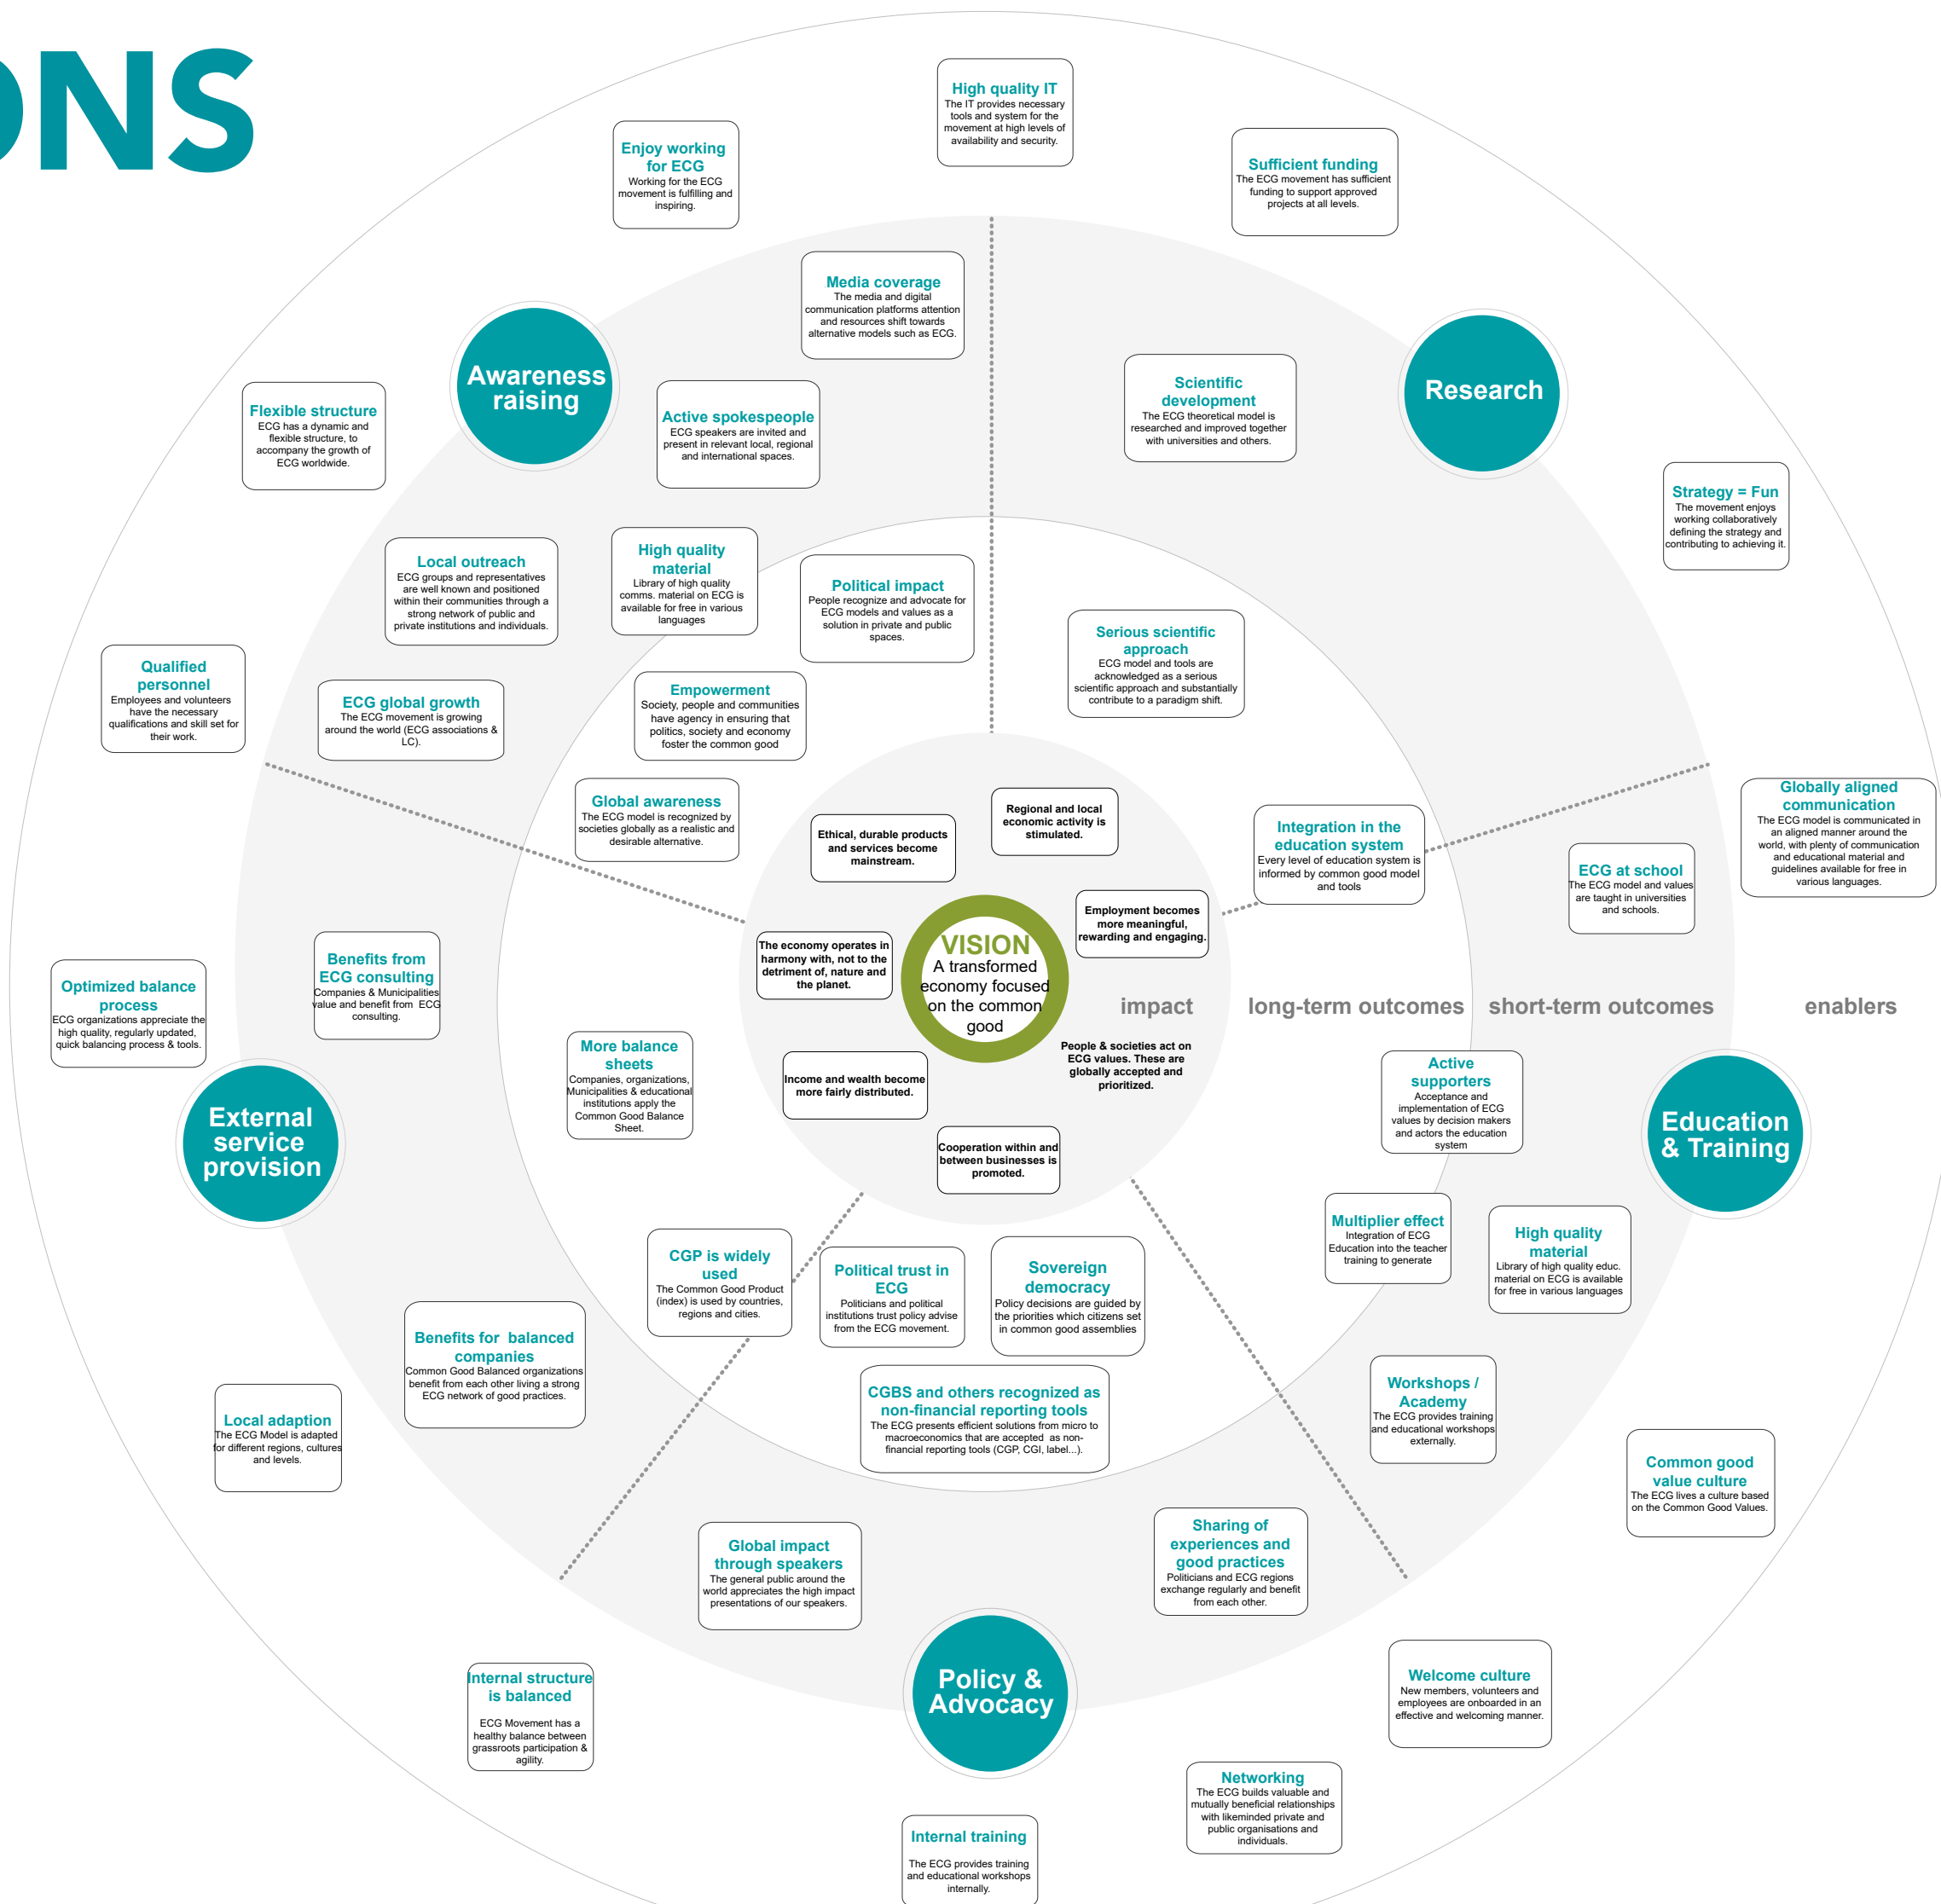 ONS
High quality IT
The IT provides necessary
tools and system for the
movement at high levels of
availability and security.
Enjoy working
for ECG
Working for the ECG
movement is fulfilling and
inspiring.
Sufficient funding
The ECG movement has sufficient
funding to support approved
projects at all levels.
Media coverage
The media and digital
communication platforms attention
and resources shift towards
alternative models such as ECG.
Awareness
raising
Research
Scientific
development
The ECG theoretical model is
researched and improved together
with universities and others.
Flexible structure
ECG has a dynamic and
flexible structure, to
accompany the growth of
ECG worldwide.
Active spokespeople
ECG speakers are invited and
present in relevant local, regional
and international spaces.
Strategy = Fun
The movement enjoys
working collaboratively
defining the strategy and
contributing to achieving it.
Local outreach
ECG groups and representatives
are well known and positioned
within their communities through a
strong network of public and
private institutions and individuals.
High quality
material
Library of high quality
comms. material on ECG is
available for free in various
languages
Political impact
People recognize and advocate for
ECG models and values as a
solution in private and public
spaces.
Serious scientific
approach
ECG model and tools are
acknowledged as a serious
scientific approach and substantially
contribute to a paradigm shift.
Qualified
personnel
Employees and volunteers
have the necessary
qualifications and skill set for
their work.
ECG global growth
The ECG movement is growing
around the world (ECG associations &
LC).
Empowerment
Society, people and communities
have agency in ensuring that
politics, society and economy
foster the common good
Global awareness
The ECG model is recognized by
societies globally as a realistic and
desirable alternative.
Ethical, durable products
and services become
mainstream.
Regional and local
economic activity is
stimulated.
Integration in the
education system
Every level of education system is
informed by common good model
and tools
Globally aligned
communication
The ECG model is communicated in
an aligned manner around the
world, with plenty of communication
and educational material and
guidelines available for free in
various languages.
ECG at school
The ECG model and values
are taught in universities
and schools.
Employment becomes
more meaningful,
rewarding and engaging.
The economy operates in
harmony with, not to the
detriment of, nature and
the planet.
VISION
A transformed
economy focused
on the common
good
Benefits from
ECG consulting
Companies & Municipalities
value and benefit from ECG
consulting.
Optimized balance
process
ECG organizations appreciate the
high quality, regularly updated,
quick balancing process & tools.
impact
long-term outcomes
short-term outcomes
enablers
More balance
sheets
Companies, organizations,
Municipalities & educational
institutions apply the
Common Good Balance
Sheet.
People & societies act on
ECG values. These are
globally accepted and
prioritized.
Income and wealth become
more fairly distributed.
Active
supporters
Acceptance and
implementation of ECG
values by decision makers
and actors the education
system
External
service
provision
Education
& Training
Cooperation within and
between businesses is
promoted.
Multiplier effect
Integration of ECG
Education into the teacher
training to generate
High quality
material
Library of high quality educ.
material on ECG is available
for free in various languages
CGP is widely
used
The Common Good Product
(index) is used by countries,
regions and cities.
Political trust in
ECG
Politicians and political
institutions trust policy advise
from the ECG movement.
Sovereign
democracy
Policy decisions are guided by
the priorities which citizens set
in common good assemblies
Benefits for balanced
companies
Common Good Balanced organizations
benefit from each other living a strong
ECG network of good practices.
CGBS and others recognized as
non-financial reporting tools
The ECG presents efficient solutions from micro to
macroeconomics that are accepted as non-
financial reporting tools (CGP, CGI, label...).
Workshops /
Academy
The ECG provides training
and educational workshops
externally.
Local adaption
The ECG Model is adapted
for different regions, cultures
and levels.
Common good
value culture
The ECG lives a culture based
on the Common Good Values.
Global impact
through speakers
The general public around the
world appreciates the high impact
presentations of our speakers.
Sharing of
experiences and
good practices
Politicians and ECG regions
exchange regularly and benefit
from each other.
Internal structure
is balanced
ECG Movement has a
healthy balance between
grassroots participation &
agility.
Policy &
Advocacy
Welcome culture
New members, volunteers and
employees are onboarded in an
effective and welcoming manner.
Networking
The ECG builds valuable and
mutually beneficial relationships
with likeminded private and
public organisations and
individuals.
Internal training
The ECG provides training
and educational workshops
internally.